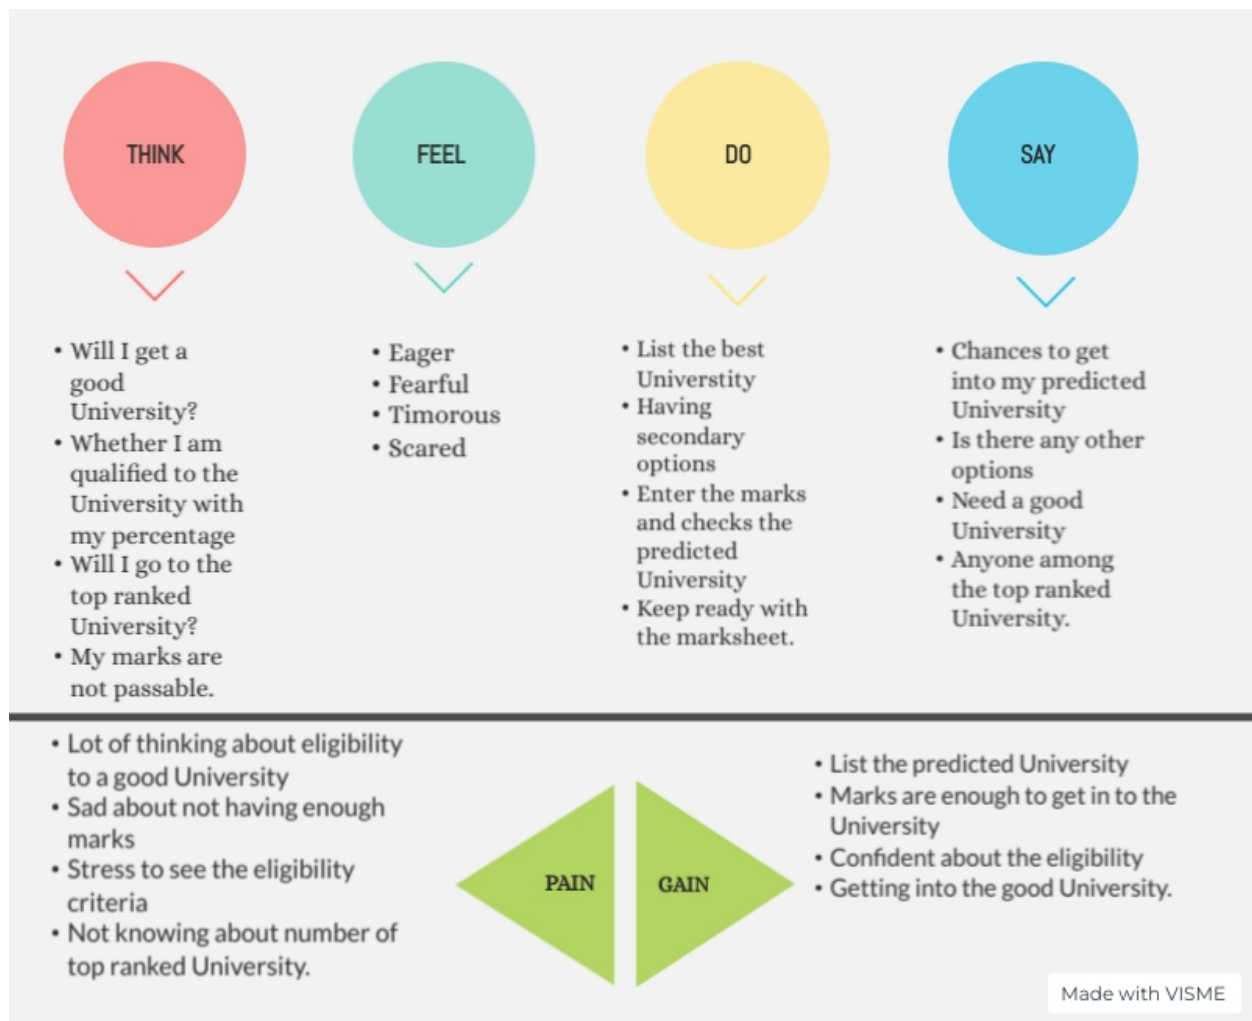 THINK
FEEL
DO
SAY
• Will I get a
good
University?
• Whether I am
qualified to the
University with
my percentage
• Will I go to the
top ranked
University?
• My marks are
not passable.
• Eager
• Fearful
• Timorous
• Scared
• List the best
Universtity
• Having
secondary
options
• Enter the marks
and checks the
predicted
University
• Keep ready with
the marksheet.
• Chances to get
into my predicted
University
• Is there any other
options
• Need a good
University
• Anyone among
the top ranked
University.
• Lot of thinking about eligibility
to a good University
• Sad about not having enough
marks
• Stress to see the eligibility
criteria
• Not knowing about number of
top ranked University.
PAIN
GAIN
• List the predicted University
• Marks are enough to get in to the
University
• Confident about the eligibility
• Getting into the good University.
Made with VISME